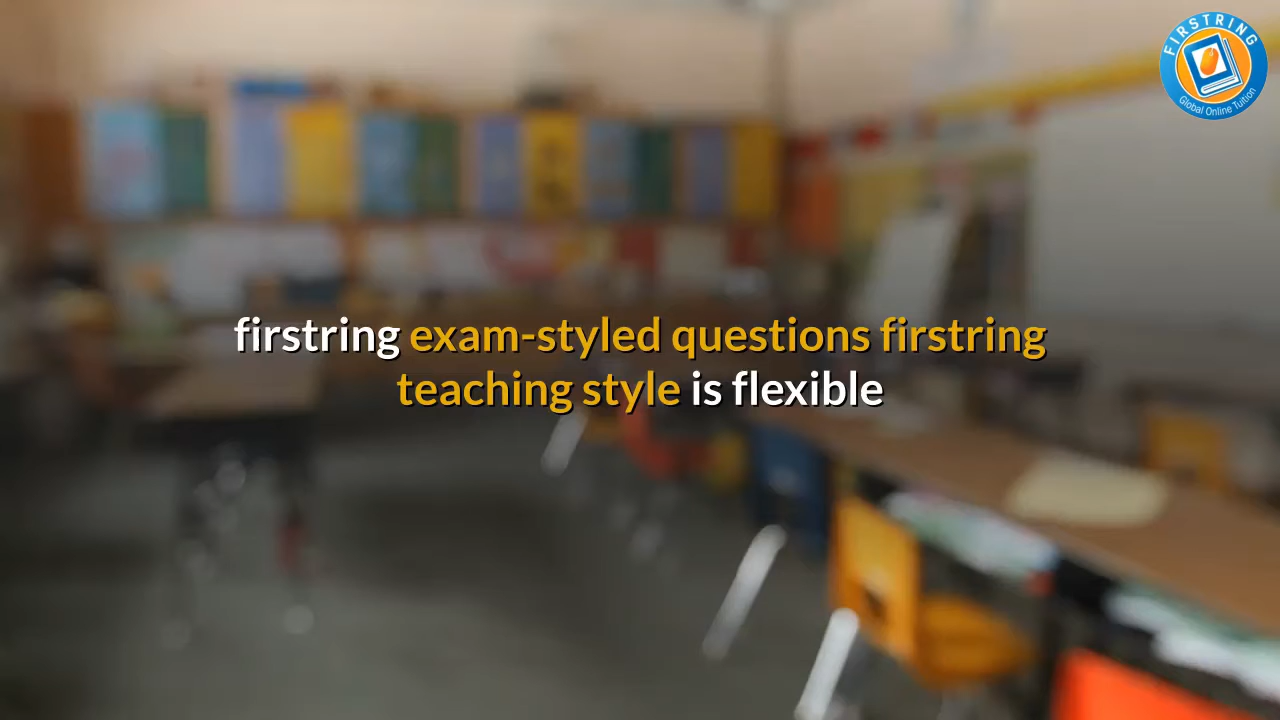 FIRSTRING
Global Online Tuition
firstring exam-styled questions firstring
teaching style is flexible